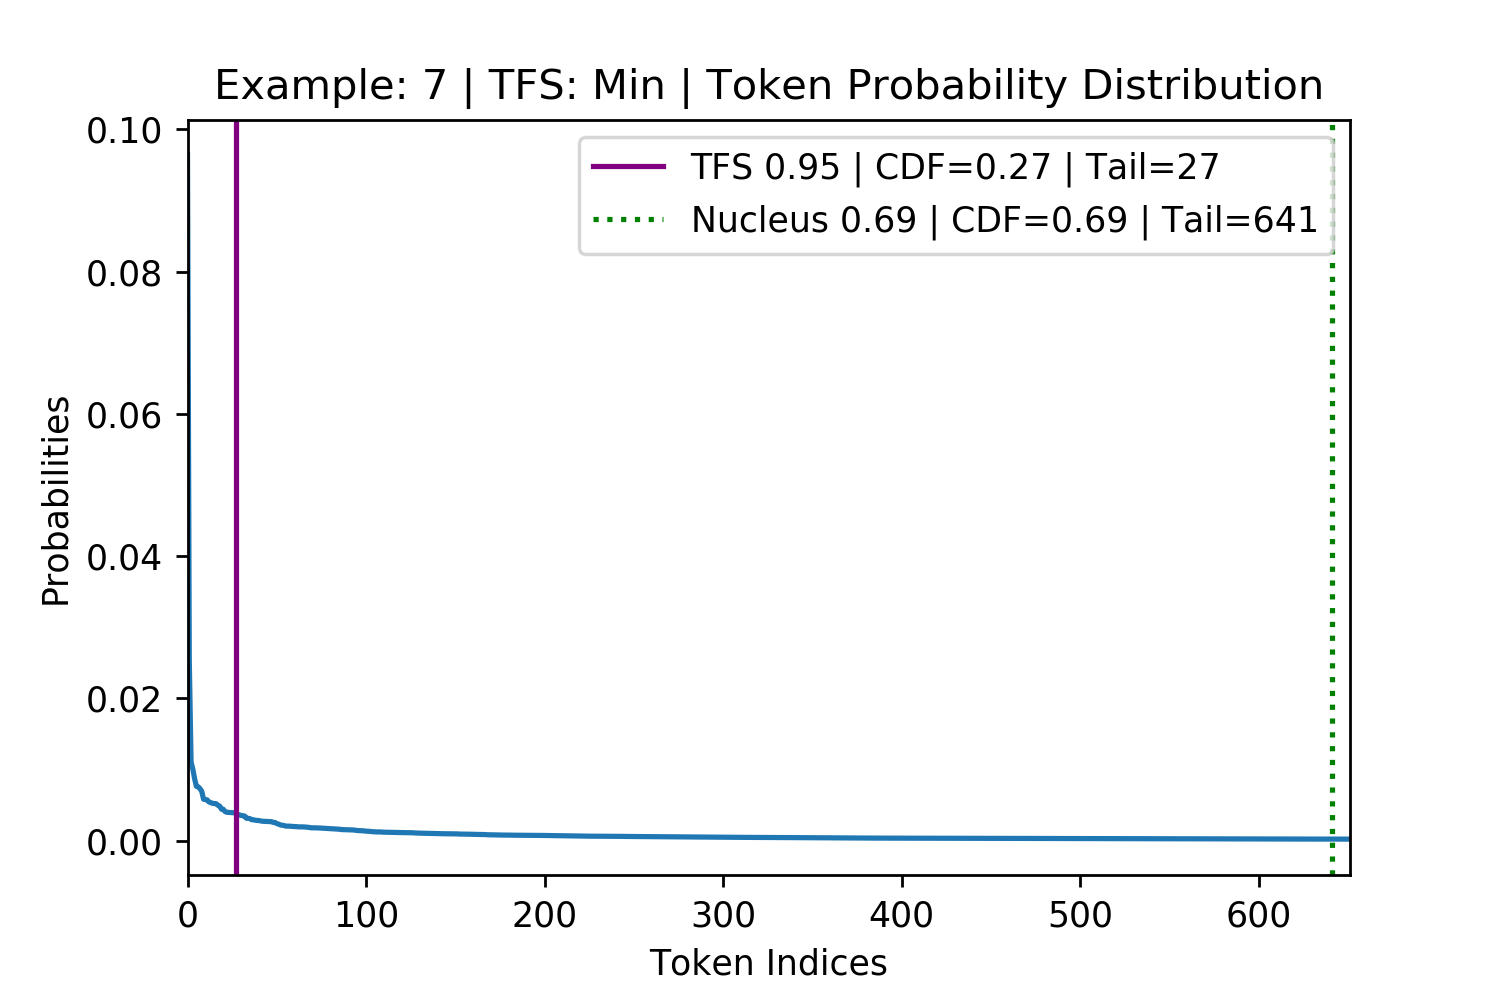 Example: 7 | TFS: Min | Token Probability Distribution
TFS 0.95 | CDF=0.27 | Tail=27
Nucleus 0.69 | CDF=0.69 | Tail=641
Probabilities
0.10
0.08
0.06
0.04
0.02
0.00
0 100 200 300 400 500 600
Token Indices